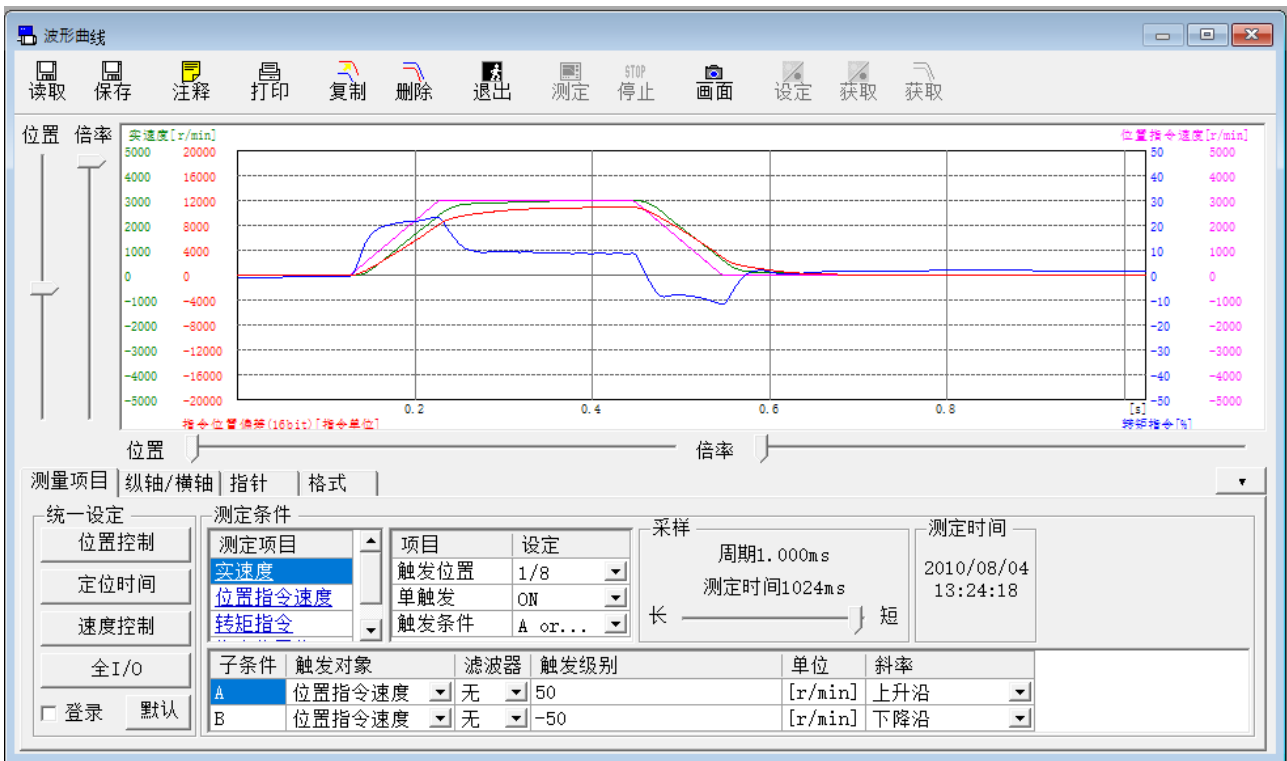 波形曲线
读取 保存 注释 打印 复制 删除 退出 测定 STOP 停止 画面 设定 获取 获取
位置 倍率 实速度[r/min] 位置指令速度[r/min]
5000 20000 50 5000
4000 16000 40 4000
3000 12000 30 3000
2000 8000 20 2000
1000 4000 10 1000
0 0 0 0
-1000 -4000 -10 -1000
-2000 -8000 -20 -2000
-3000 -12000 -30 -3000
-4000 -16000 -40 -4000
-5000 -20000 0.2 0.4 0.6 0.8 [s] -50 -5000
指令位置偏差(16bit)[指令单位] 转矩指令[%]
位置 倍率
测量项目 纵轴/横轴 指针 格式
统一设定 测定条件 采样 测定时间
位置控制
定位时间
速度控制
全I/O
登录 默认
测定项目
实速度
位置指令速度
转矩指令
项目 设定
触发位置 1/8
单触发 ON
触发条件 A or...
周期1.000ms
测定时间1024ms
长 短
2010/08/04
13:24:18
子条件 触发对象 滤波器 触发级别 单位 斜率
A 位置指令速度 无 50 [r/min] 上升沿
B 位置指令速度 无 -50 [r/min] 下降沿